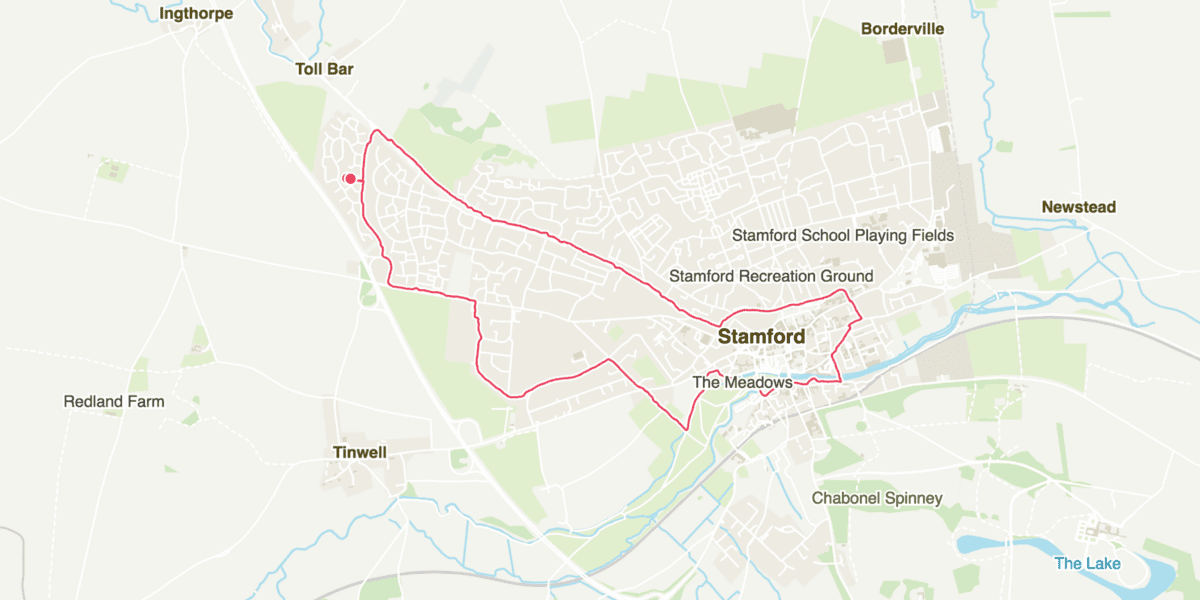 Ingthorpe
Borderville
Toll Bar
Newstead
Stamford School Playing Fields
Stamford Recreation Ground
Stamford
The Meadows
Redland Farm
Tinwell
Chabonel Spinney
The Lake